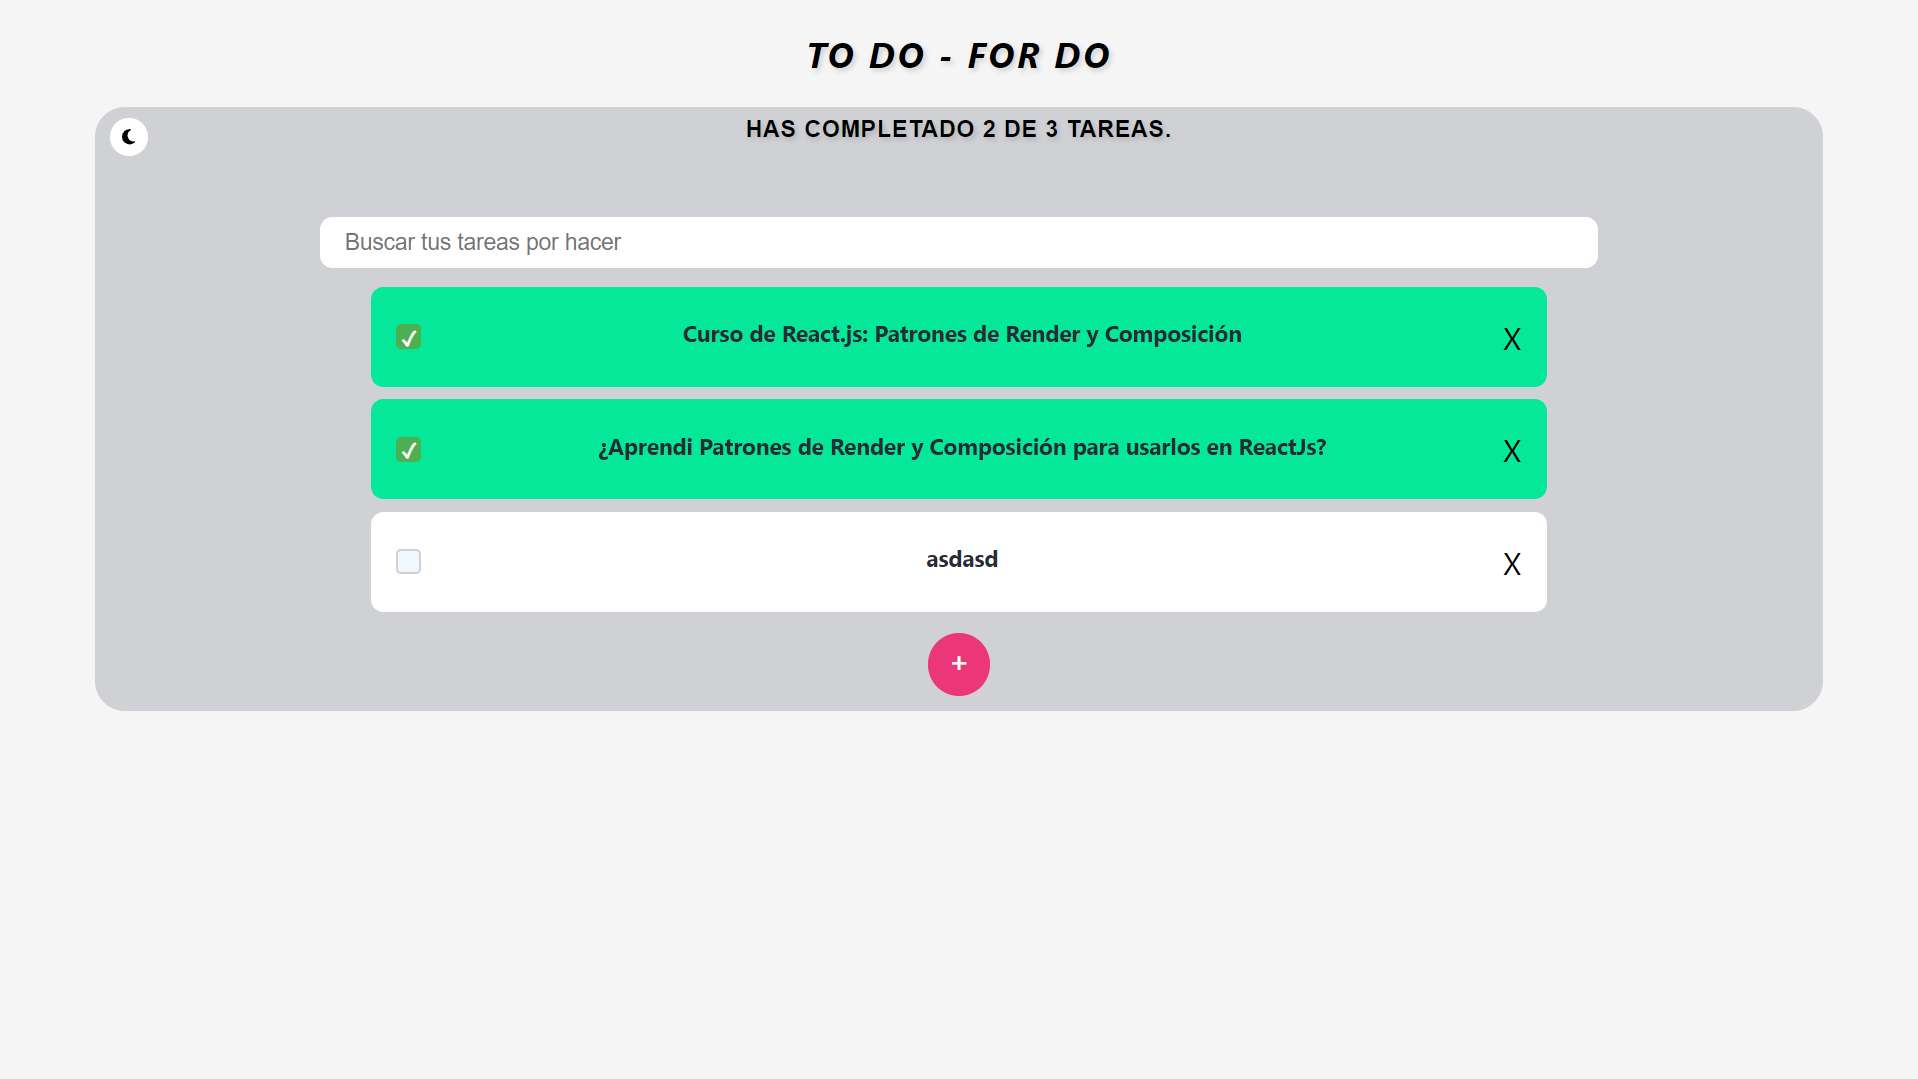 TO DO - FOR DO
HAS COMPLETADO 2 DE 3 TAREAS.
Buscar tus tareas por hacer
Curso de React.js: Patrones de Render y Composición
X
¿Aprendi Patrones de Render y Composición para usarlos en ReactJs?
X
asdasd
X
+